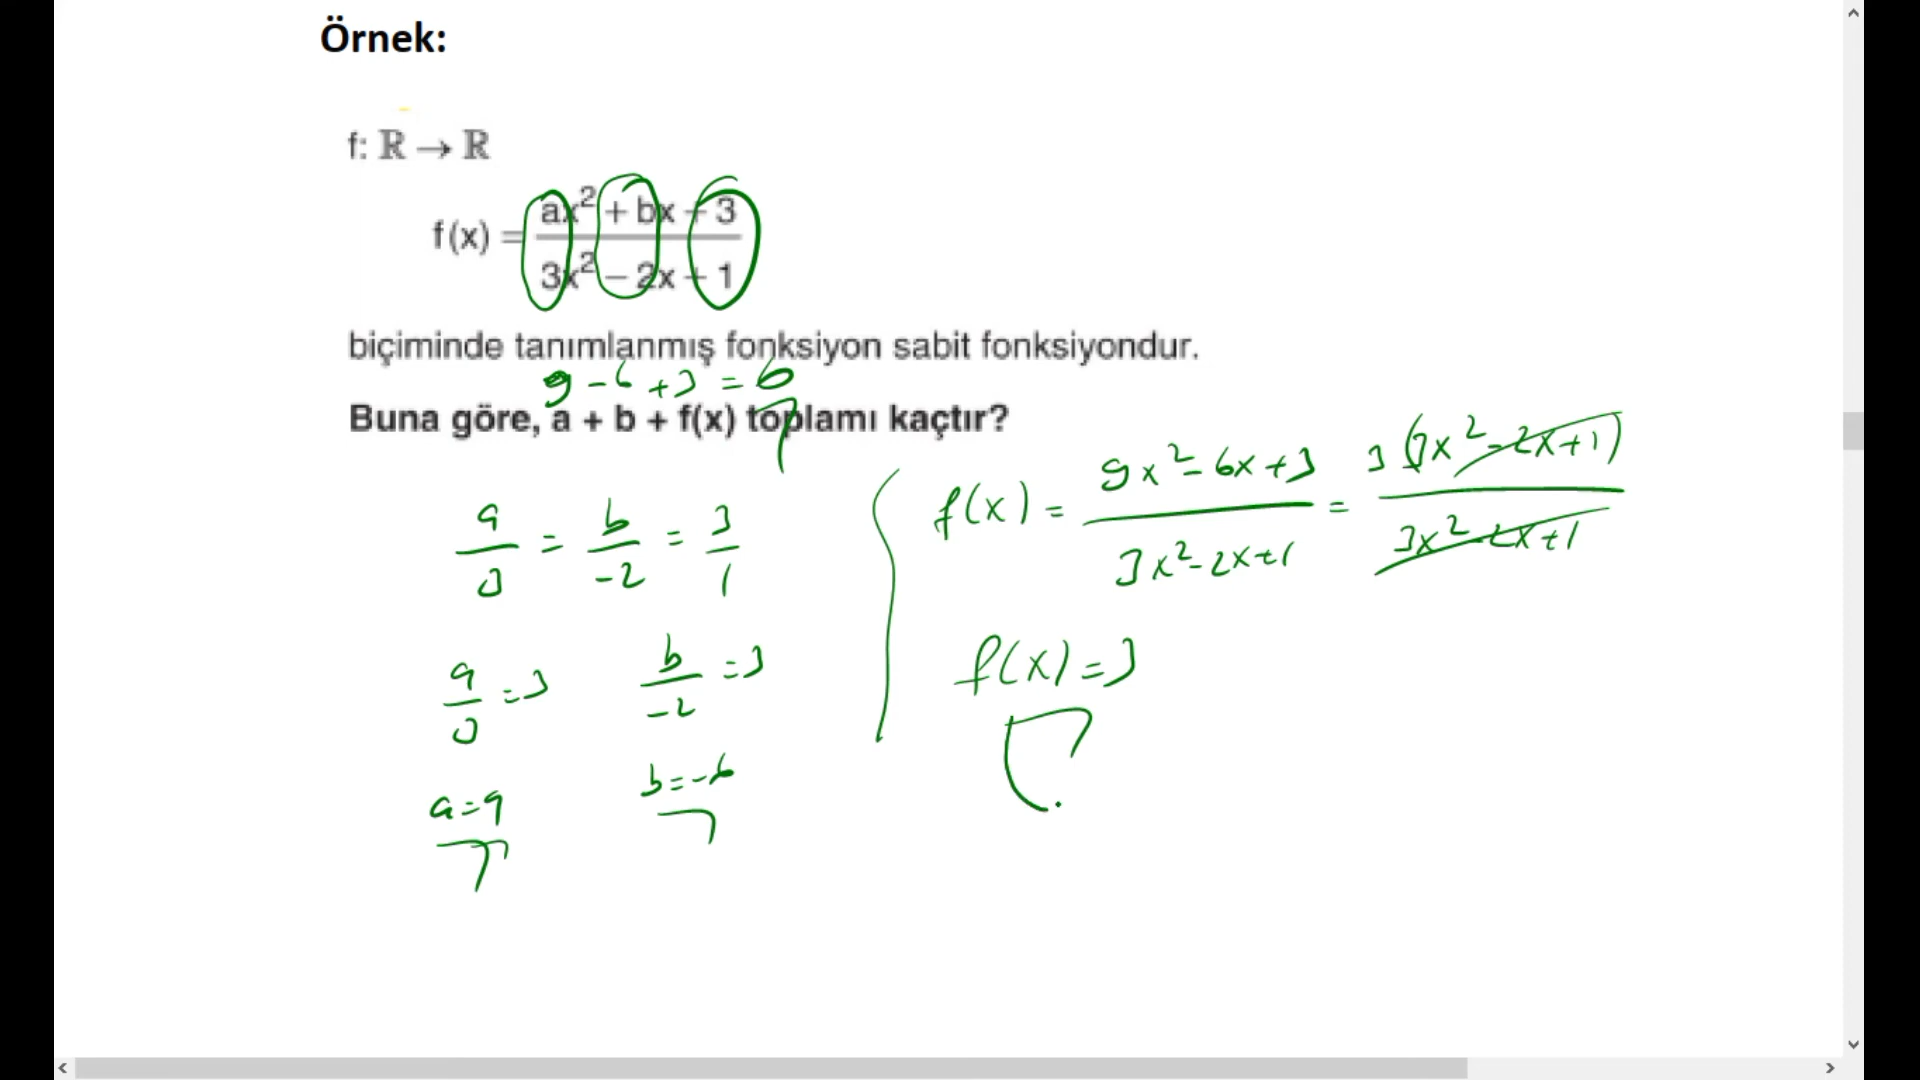 Örnek:
f: ℝ → ℝ
f(x) = (ax² + bx + 3)/(3x² − 2x + 1)
biçiminde tanımlanmış fonksiyon sabit fonksiyondur.
9 - 6 + 3 = 6
Buna göre, a + b + f(x) toplamı kaçtır?
a/3 = b/-2 = 3/1
f(x) = (9x² - 6x + 3)/(3x² - 2x + 1) = 3(3x² - 2x + 1)/(3x² - 2x + 1)
a/3 = 3
b/-2 = 3
f(x) = 3
a = 9
b = -6